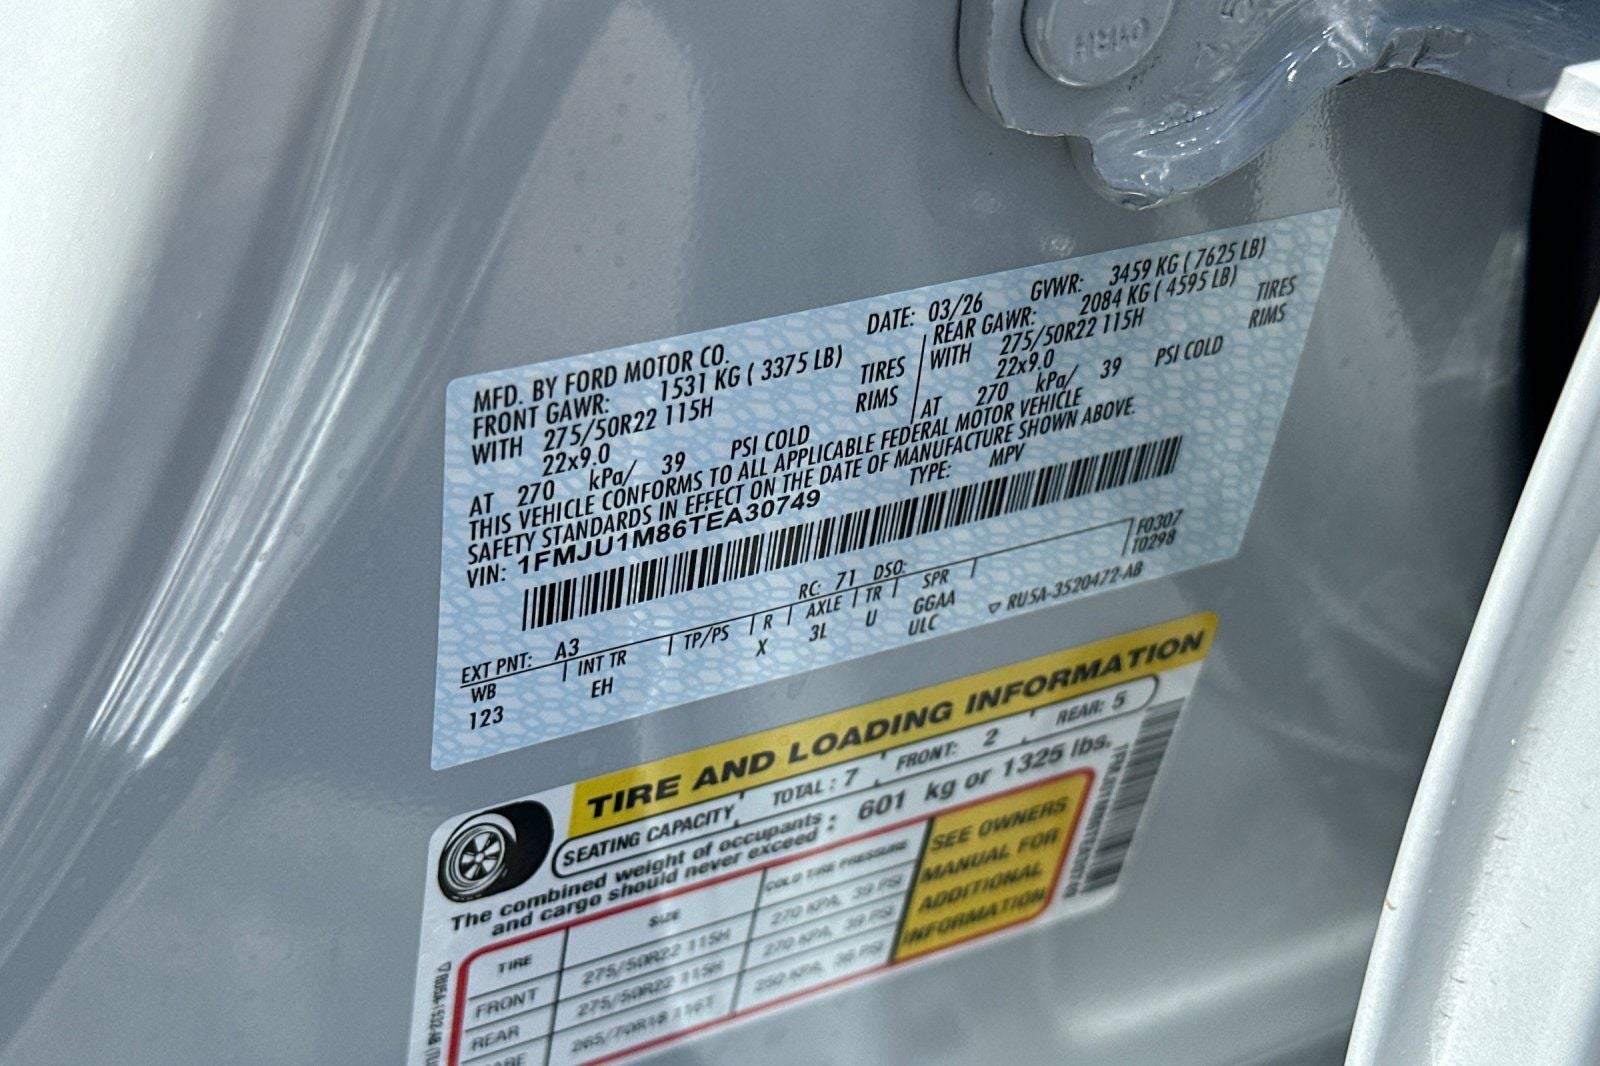 MFD. BY FORD MOTOR CO.
DATE: 03/26 GVWR: 3459 KG ( 7625 LB)
FRONT GAWR: 1531 KG ( 3375 LB)
REAR GAWR: 2084 KG ( 4595 LB)
WITH 275/50R22 115H TIRES
WITH 275/50R22 115H TIRES
22x9.0 RIMS
22x9.0 RIMS
AT 270 kPa/ 39 PSI COLD
AT 270 kPa/ 39 PSI COLD
THIS VEHICLE CONFORMS TO ALL APPLICABLE FEDERAL MOTOR VEHICLE
SAFETY STANDARDS IN EFFECT ON THE DATE OF MANUFACTURE SHOWN ABOVE.
VIN: 1FMJU1M86TEA30749 TYPE: MPV
F0307
T0298
EXT PNT: A3 RC: 71 DSO:
WB INT TR TP/PS R AXLE TR SPR
123 EH X 3L U GGAA
ULC
RU5A-3520472-AB
TIRE AND LOADING INFORMATION
SEATING CAPACITY TOTAL: 7 FRONT: 2 REAR: 5
The combined weight of occupants
and cargo should never exceed : 601 kg or 1325 lbs.
TIRE SIZE COLD TIRE PRESSURE
FRONT 275/50R22 115H 270 KPA, 39 PSI
REAR 275/50R22 115H 270 KPA, 39 PSI
265/70R18 116T 250 KPA, 36 PSI
SEE OWNERS
MANUAL FOR
ADDITIONAL
INFORMATION